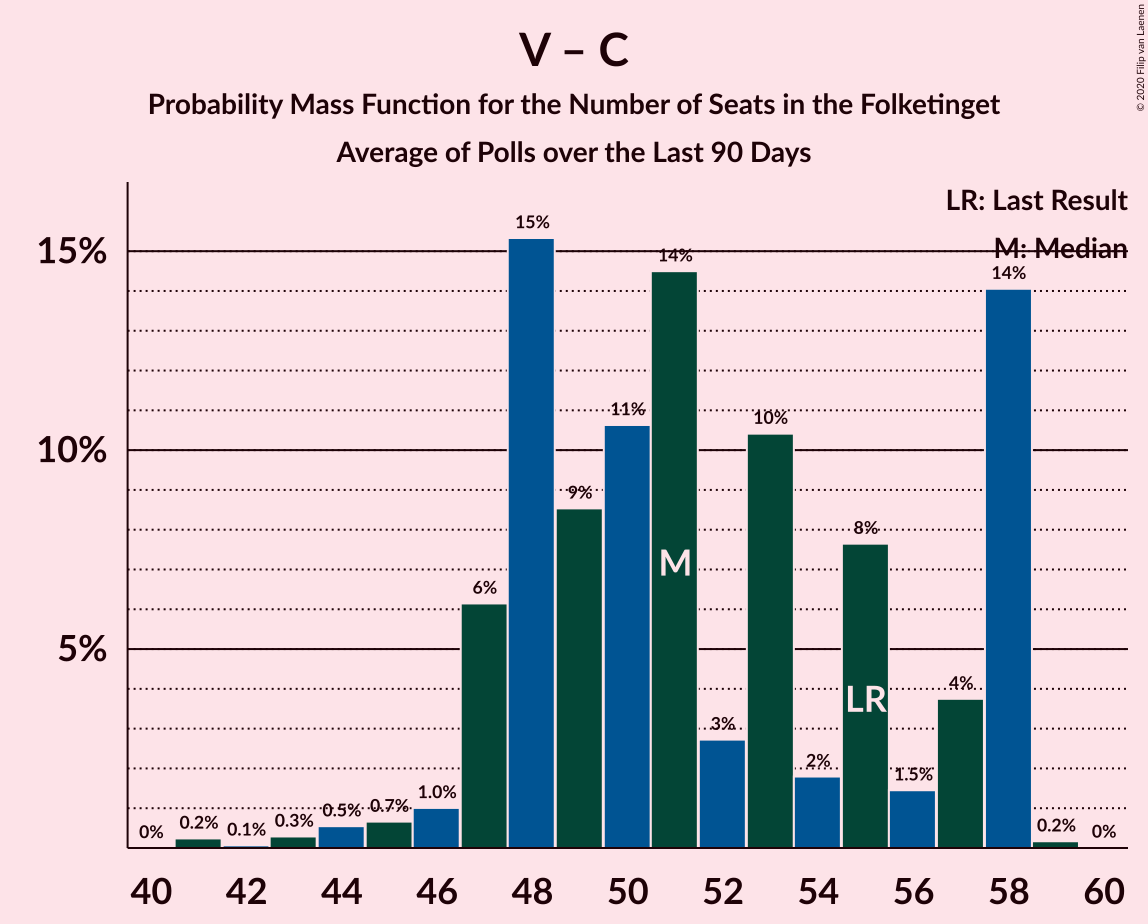 V – C
Probability Mass Function for the Number of Seats in the Folketinget
Average of Polls over the Last 90 Days
© 2020 Filip van Laenen
LR: Last Result
M: Median
15%
10%
5%
0%
0.2%
0.1%
0.3%
0.5%
0.7%
1.0%
6%
15%
9%
11%
14%
3%
10%
2%
8%
1.5%
4%
14%
0.2%
0%
M
LR
40 42 44 46 48 50 52 54 56 58 60